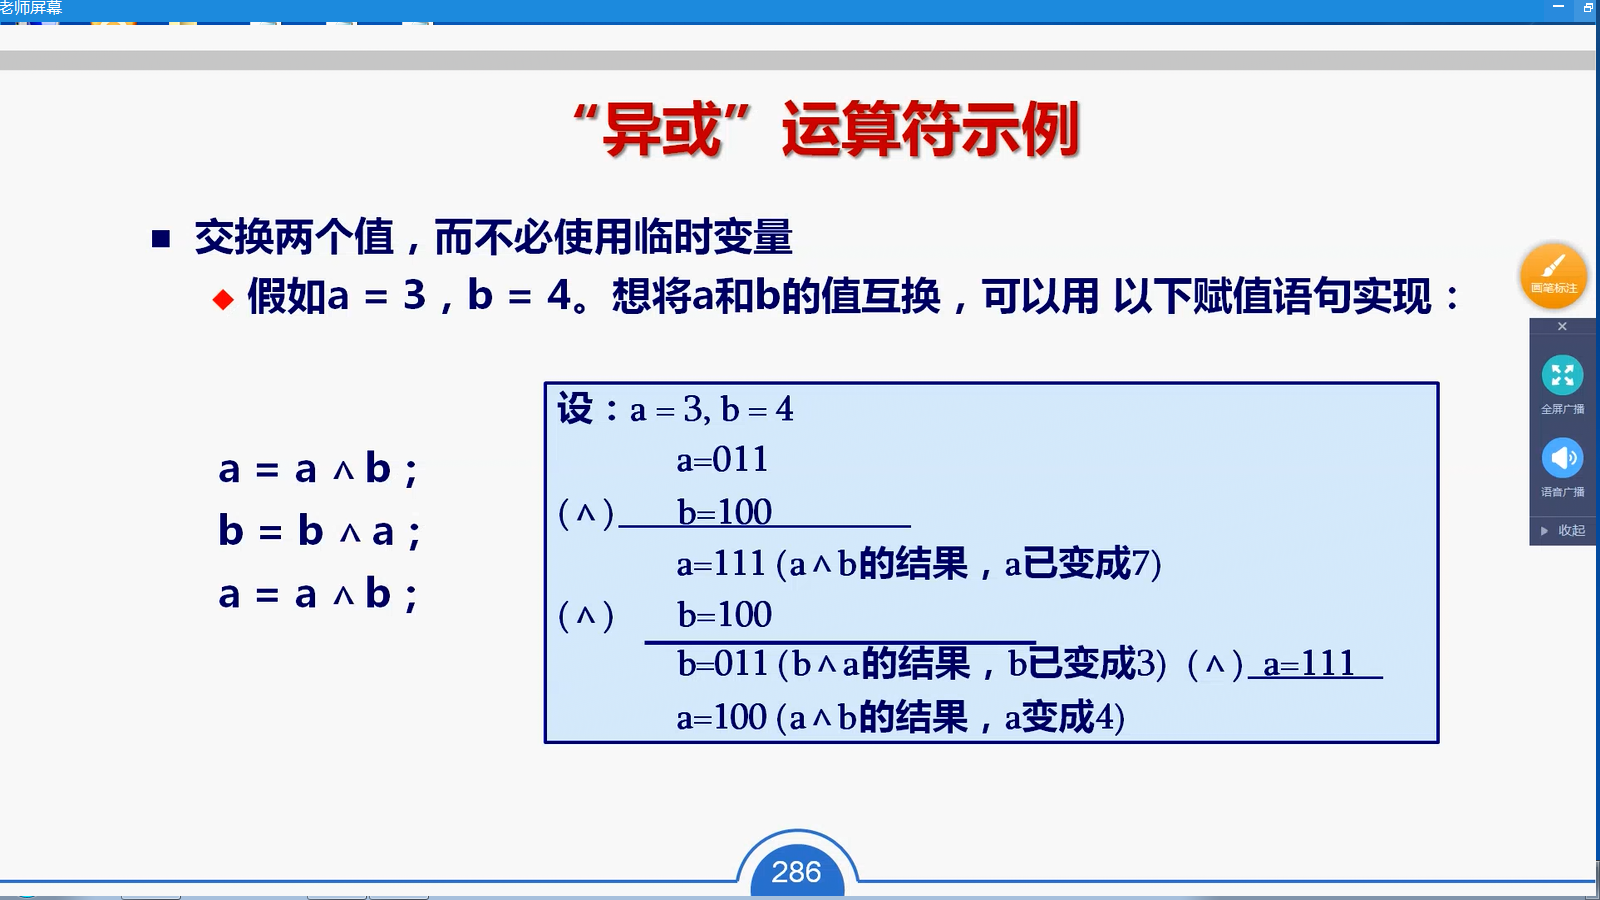 老师屏幕
“异或”运算符示例
交换两个值，而不必使用临时变量
假如a = 3，b = 4。想将a和b的值互换，可以用 以下赋值语句实现：
a = a ∧ b；
b = b ∧ a；
a = a ∧ b；
设：a = 3, b = 4
a=011
(∧) b=100
a=111 (a∧b的结果，a已变成7)
(∧) b=100
b=011 (b∧a的结果，b已变成3) (∧) a=111
a=100 (a∧b的结果，a变成4)
画笔标注
全屏广播
语音广播
收起
286